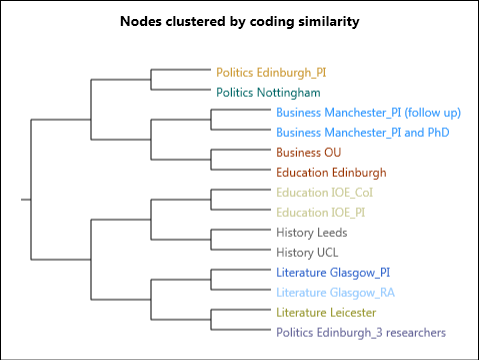 Nodes clustered by coding similarity
Politics Edinburgh_PI
Politics Nottingham
Business Manchester_PI (follow up)
Business Manchester_PI and PhD
Business OU
Education Edinburgh
Education IOE_CoI
Education IOE_PI
History Leeds
History UCL
Literature Glasgow_PI
Literature Glasgow_RA
Literature Leicester
Politics Edinburgh_3 researchers